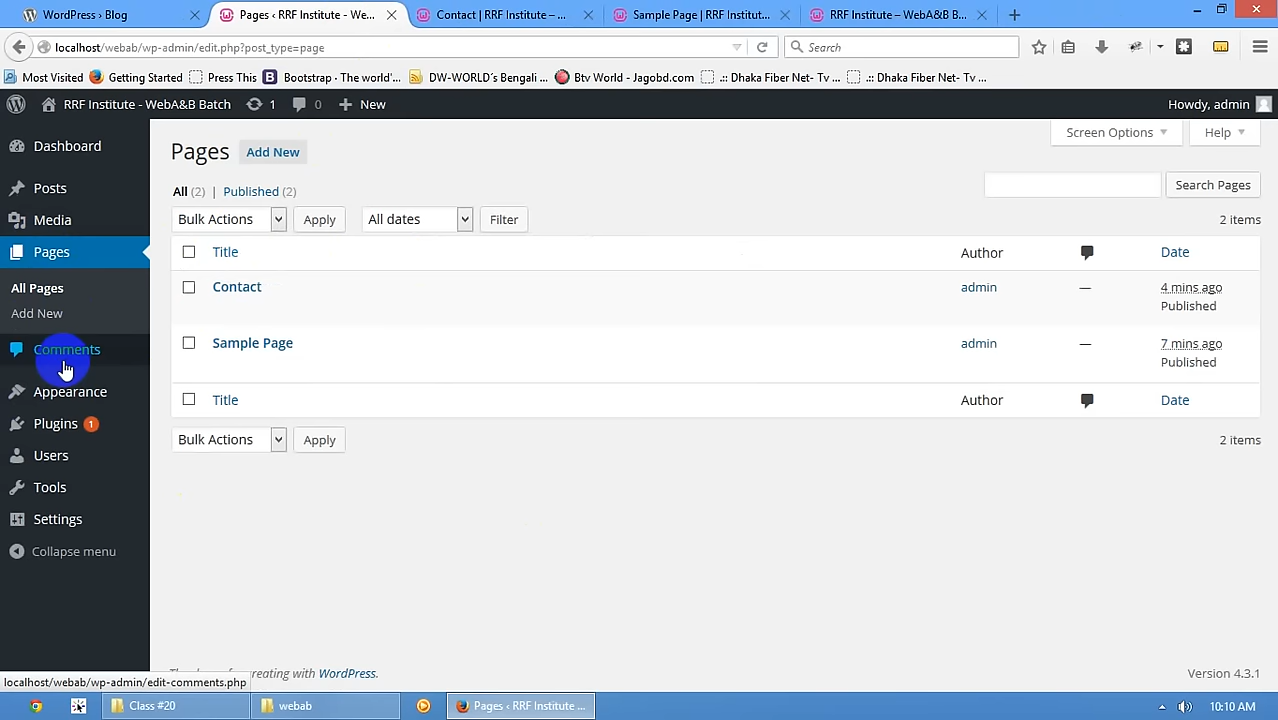 WordPress › Blog
Pages ‹ RRF Institute - We...
Contact | RRF Institute – ...
Sample Page | RRF Institut...
RRF Institute – WebA&B B...
localhost/webab/wp-admin/edit.php?post_type=page
Search
Most Visited
Getting Started
Press This
Bootstrap · The world'...
DW-WORLD's Bengali ...
Btv World - Jagobd.com
.:: Dhaka Fiber Net- Tv ...
.:: Dhaka Fiber Net- Tv ...
RRF Institute - WebA&B Batch
1
0
New
Howdy, admin
Dashboard
Posts
Media
Pages
All Pages
Add New
Comments
Appearance
Plugins 1
Users
Tools
Settings
Collapse menu
Screen Options
Help
Pages Add New
All (2) | Published (2)
Search Pages
Bulk Actions Apply All dates Filter
2 items
Title Author Date
Contact admin — 4 mins ago
Published
Sample Page admin — 7 mins ago
Published
Title Author Date
Bulk Actions Apply
2 items
creating with WordPress.
Version 4.3.1
localhost/webab/wp-admin/edit-comments.php
Class #20
webab
Pages ‹ RRF Institute ...
10:10 AM